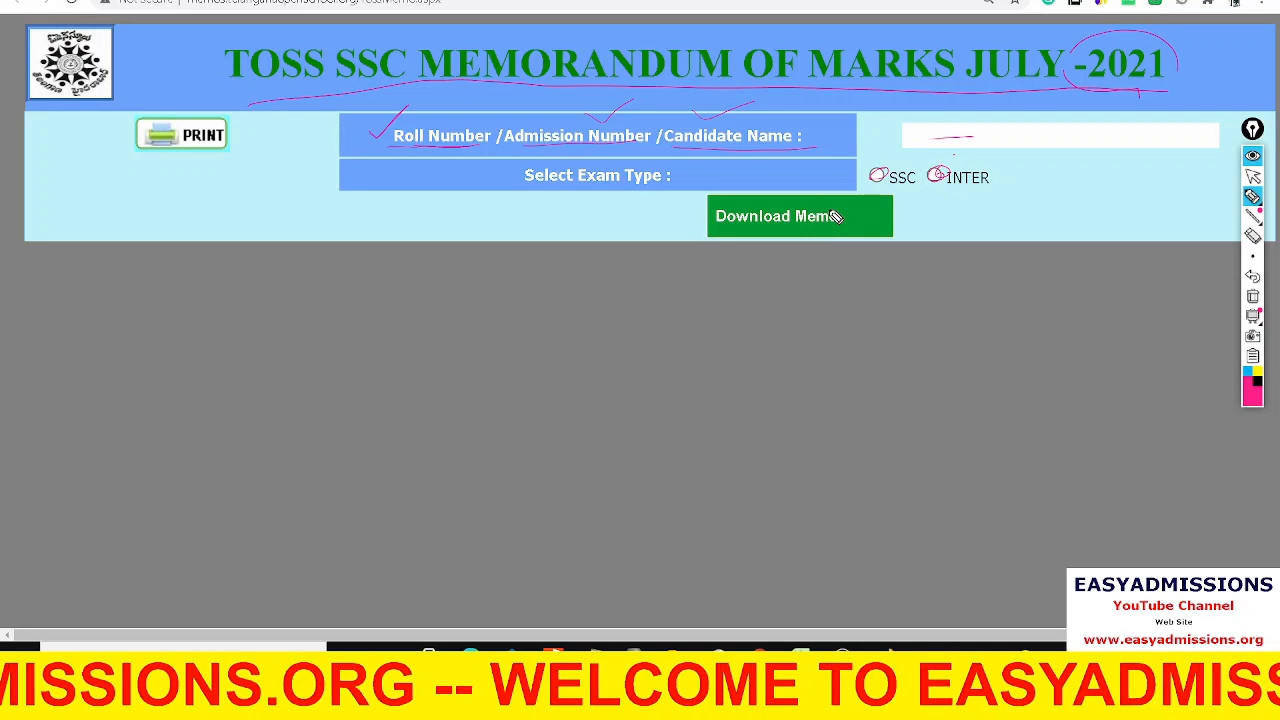 TOSS SSC MEMORANDUM OF MARKS JULY -2021
PRINT
Roll Number /Admission Number /Candidate Name :
Select Exam Type :
SSC
INTER
Download Mem
EASYADMISSIONS
YouTube Channel
Web Site
www.easyadmissions.org
MISSIONS.ORG -- WELCOME TO EASYADMISS